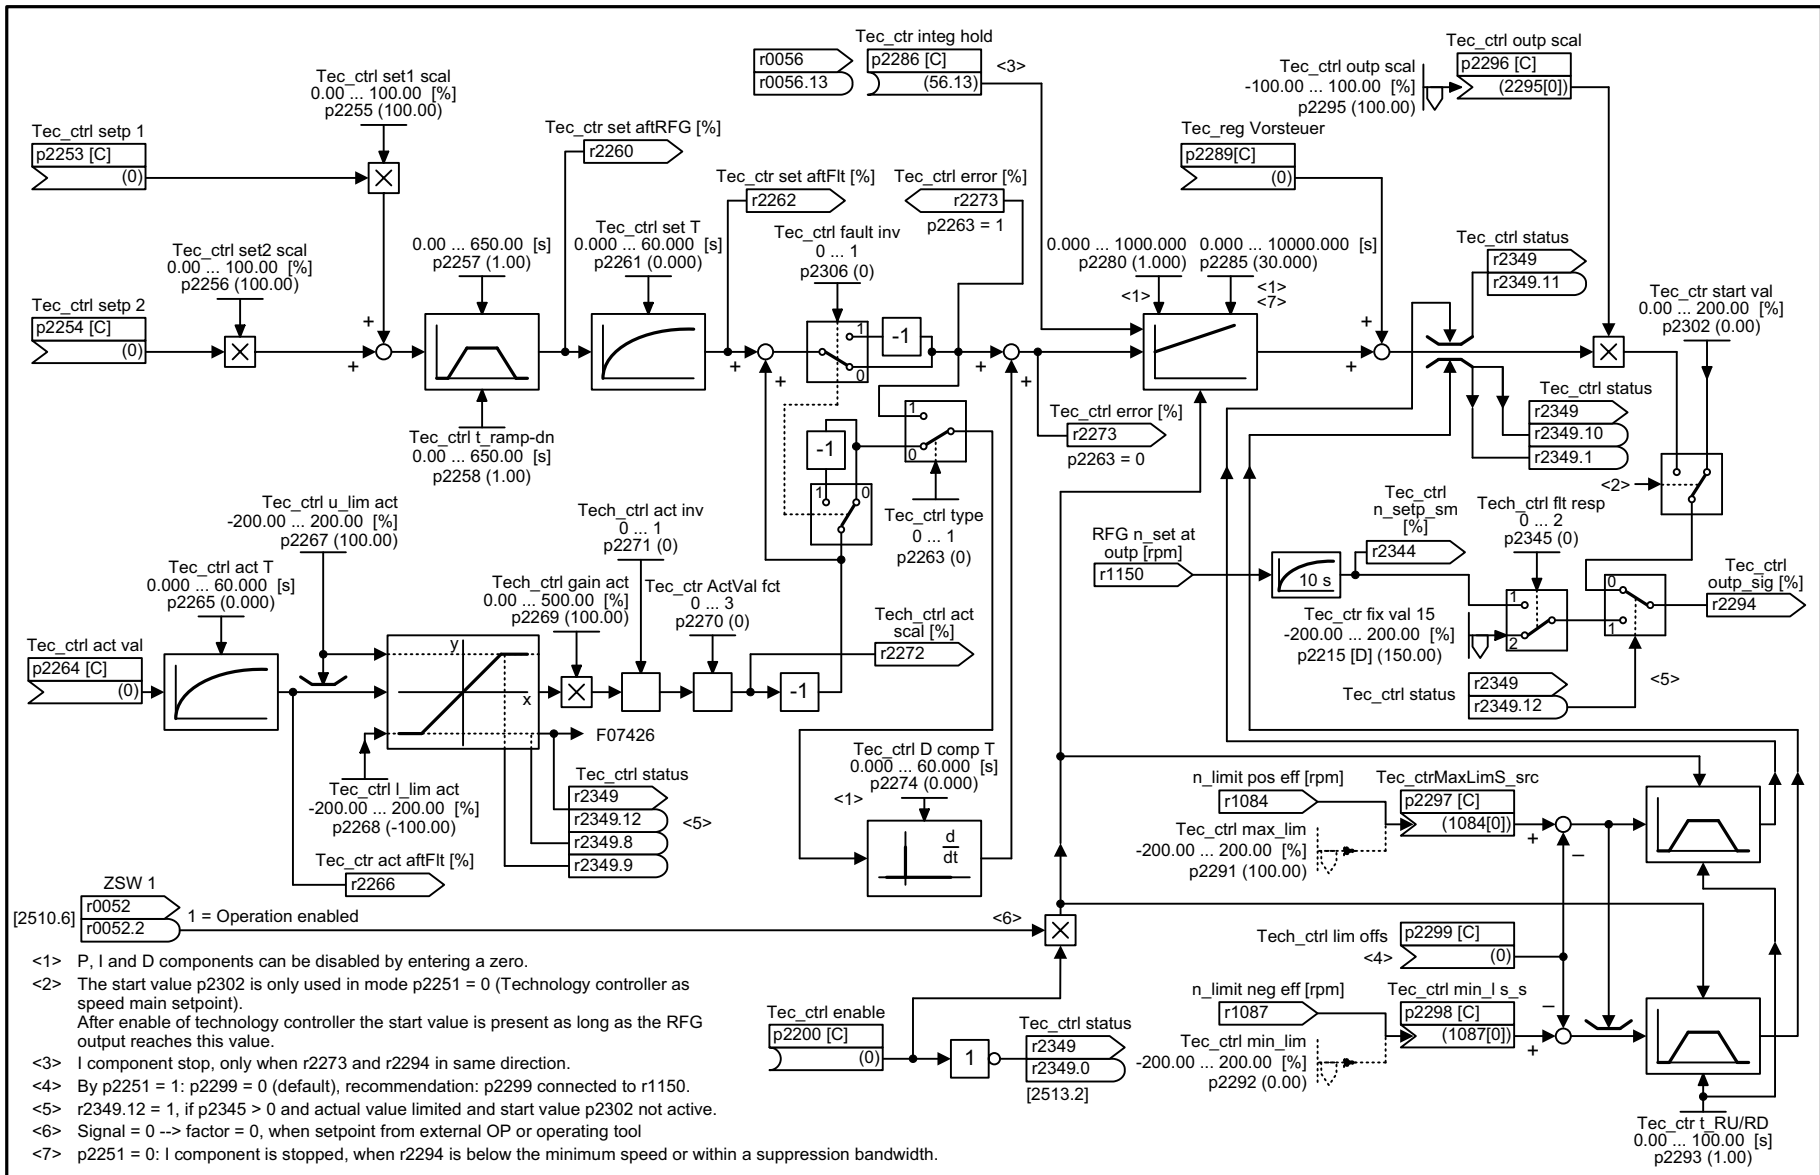 Tec_ctr integ hold
r0056
r0056.13
p2286 [C]
(56.13)
<3>
Tec_ctrl outp scal
p2296 [C]
(2295[0])
Tec_ctrl outp scal
-100.00 ... 100.00 [%]
p2295 (100.00)
Tec_ctrl set1 scal
0.00 ... 100.00 [%]
p2255 (100.00)
Tec_ctrl setp 1
p2253 [C]
(0)
Tec_ctr set aftRFG [%]
r2260
Tec_ctr set aftFlt [%]
r2262
Tec_ctrl error [%]
r2273
p2263 = 1
Tec_reg Vorsteuer
p2289[C]
(0)
Tec_ctrl set2 scal
0.00 ... 100.00 [%]
p2256 (100.00)
0.00 ... 650.00 [s]
p2257 (1.00)
Tec_ctrl set T
0.000 ... 60.000 [s]
p2261 (0.000)
Tec_ctrl fault inv
0 ... 1
p2306 (0)
0.000 ... 1000.000
p2280 (1.000)
<1>
0.000 ... 10000.000 [s]
p2285 (30.000)
<1>
<7>
Tec_ctrl status
r2349
r2349.11
Tec_ctr start val
0.00 ... 200.00 [%]
p2302 (0.00)
Tec_ctrl setp 2
p2254 [C]
(0)
+
+
+
+
1
0
-1
+
+
+
+
Tec_ctrl t_ramp-dn
0.00 ... 650.00 [s]
p2258 (1.00)
-1
1
0
1
0
Tec_ctrl type
0 ... 1
p2263 (0)
Tec_ctrl error [%]
r2273
p2263 = 0
Tec_ctrl status
r2349
r2349.10
r2349.1
<2>
Tec_ctrl u_lim act
-200.00 ... 200.00 [%]
p2267 (100.00)
Tech_ctrl act inv
0 ... 1
p2271 (0)
RFG n_set at
outp [rpm]
r1150
10 s
Tec_ctrl
n_setp_sm
[%]
r2344
Tech_ctrl flt resp
0 ... 2
p2345 (0)
Tec_ctrl act T
0.000 ... 60.000 [s]
p2265 (0.000)
Tech_ctrl gain act
0.00 ... 500.00 [%]
p2269 (100.00)
Tec_ctr ActVal fct
0 ... 3
p2270 (0)
Tech_ctrl act
scal [%]
r2272
Tec_ctr fix val 15
-200.00 ... 200.00 [%]
p2215 [D] (150.00)
1
2
0
1
Tec_ctrl
outp_sig [%]
r2294
Tec_ctrl act val
p2264 [C]
(0)
y
x
-1
F07426
Tec_ctrl status
r2349
r2349.12
<5>
Tec_ctrl l_lim act
-200.00 ... 200.00 [%]
p2268 (-100.00)
Tec_ctrl status
r2349
r2349.12
r2349.8
r2349.9
<5>
Tec_ctr act aftFlt [%]
r2266
Tec_ctrl D comp T
0.000 ... 60.000 [s]
p2274 (0.000)
<1>
d
dt
n_limit pos eff [rpm]
r1084
Tec_ctrMaxLimS_src
p2297 [C]
(1084[0])
Tec_ctrl max_lim
-200.00 ... 200.00 [%]
p2291 (100.00)
+
–
ZSW 1
[2510.6]
r0052
r0052.2
1 = Operation enabled
<6>
Tech_ctrl lim offs
<4>
p2299 [C]
(0)
Tec_ctrl enable
p2200 [C]
(0)
1
Tec_ctrl status
r2349
r2349.0
[2513.2]
n_limit neg eff [rpm]
r1087
Tec_ctrl min_l s_s
p2298 [C]
(1087[0])
Tec_ctrl min_lim
-200.00 ... 200.00 [%]
p2292 (0.00)
–
+
Tec_ctr t_RU/RD
0.00 ... 100.00 [s]
p2293 (1.00)
<1> P, I and D components can be disabled by entering a zero.
<2> The start value p2302 is only used in mode p2251 = 0 (Technology controller as
speed main setpoint).
After enable of technology controller the start value is present as long as the RFG
output reaches this value.
<3> I component stop, only when r2273 and r2294 in same direction.
<4> By p2251 = 1: p2299 = 0 (default), recommendation: p2299 connected to r1150.
<5> r2349.12 = 1, if p2345 > 0 and actual value limited and start value p2302 not active.
<6> Signal = 0 --> factor = 0, when setpoint from external OP or operating tool
<7> p2251 = 0: I component is stopped, when r2294 is below the minimum speed or within a suppression bandwidth.